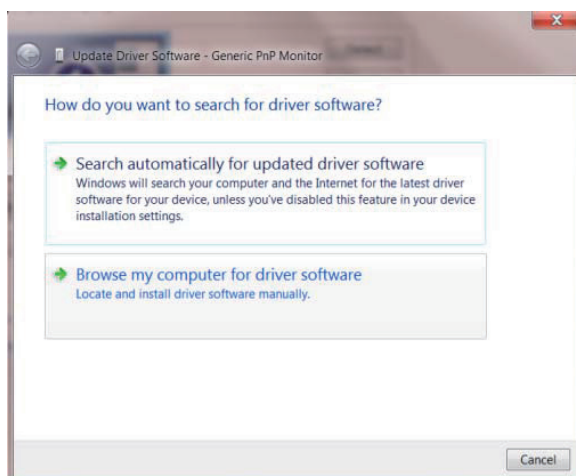 Update Driver Software - Generic PnP Monitor
How do you want to search for driver software?
Search automatically for updated driver software
Windows will search your computer and the Internet for the latest driver
software for your device, unless you've disabled this feature in your device
installation settings.
Browse my computer for driver software
Locate and install driver software manually.
Cancel